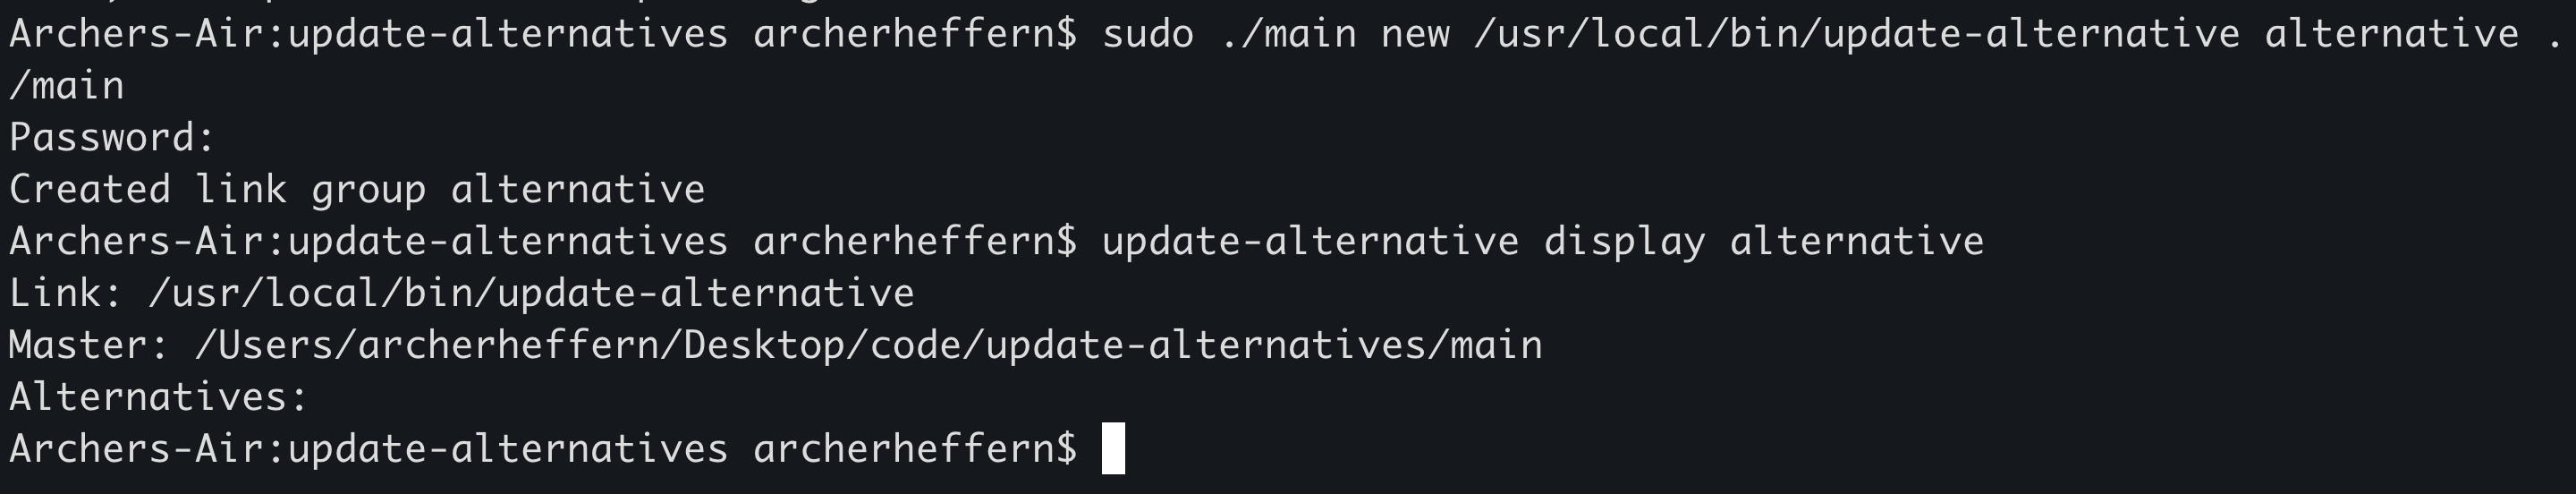 Archers-Air:update-alternatives archerheffern$ sudo ./main new /usr/local/bin/update-alternative alternative .
/main
Password:
Created link group alternative
Archers-Air:update-alternatives archerheffern$ update-alternative display alternative
Link: /usr/local/bin/update-alternative
Master: /Users/archerheffern/Desktop/code/update-alternatives/main
Alternatives:
Archers-Air:update-alternatives archerheffern$